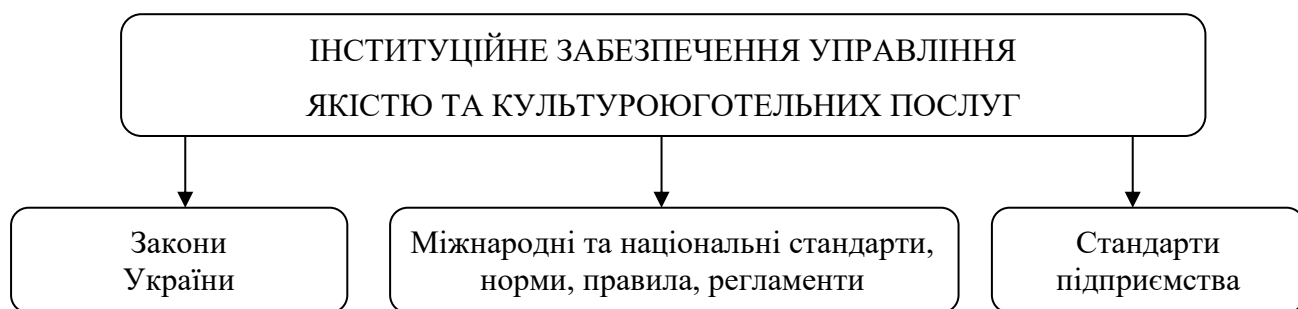 ІНСТИТУЦІЙНЕ ЗАБЕЗПЕЧЕННЯ УПРАВЛІННЯ
ЯКІСТЮ ТА КУЛЬТУРОЮГОТЕЛЬНИХ ПОСЛУГ
Закони
України
Міжнародні та національні стандарти,
норми, правила, регламенти
Стандарти
підприємства